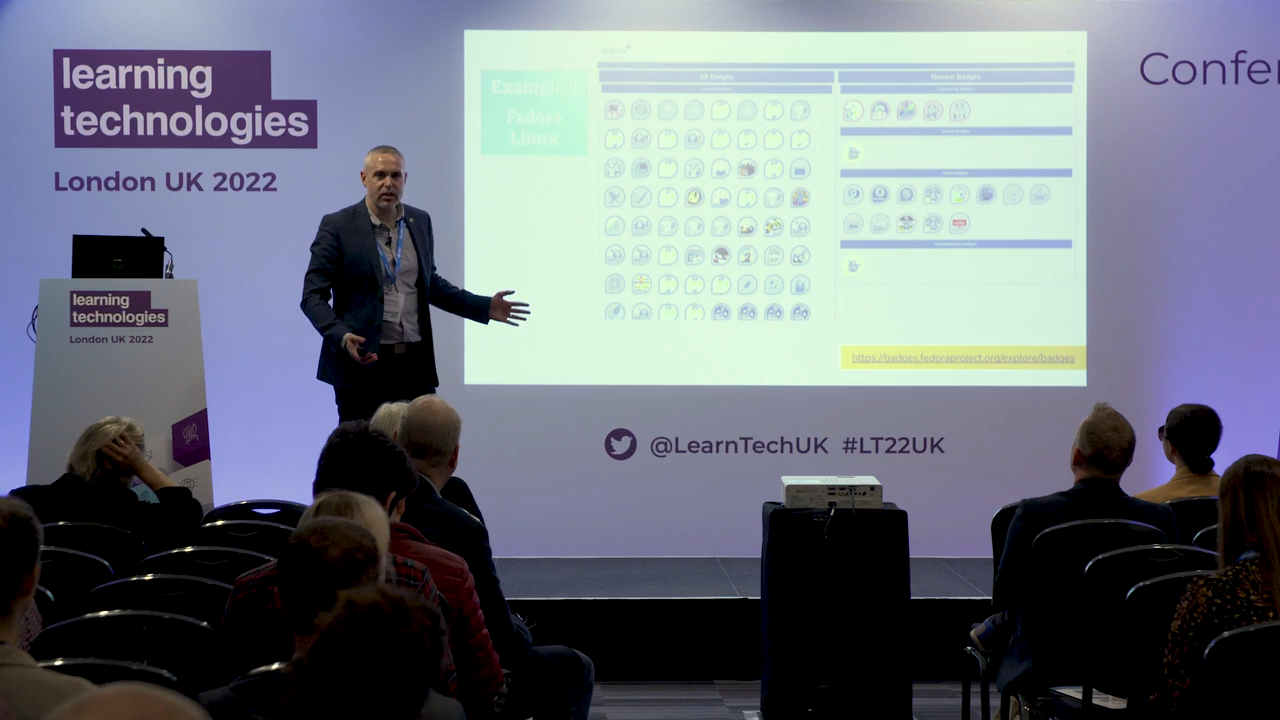 learning
technologies
London UK 2022
Confe
Example
Fedora
Linux
All Badges
Newest Badges
https://badges.fedoraproject.org/explore/badges
learning
technologies
London UK 2022
@LearnTechUK #LT22UK